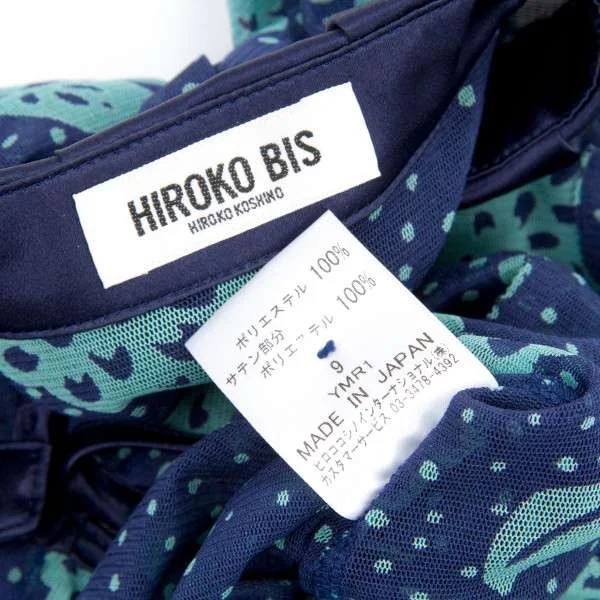 HIROKO BIS
HIROKO KOSHINO
ポリエステル 100%
サテン部分
ポリエステル 100%
9
YMR1
MADE IN JAPAN
ヒロココシノインターナショナル(株)
カスタマーサービス 03-3478-4392